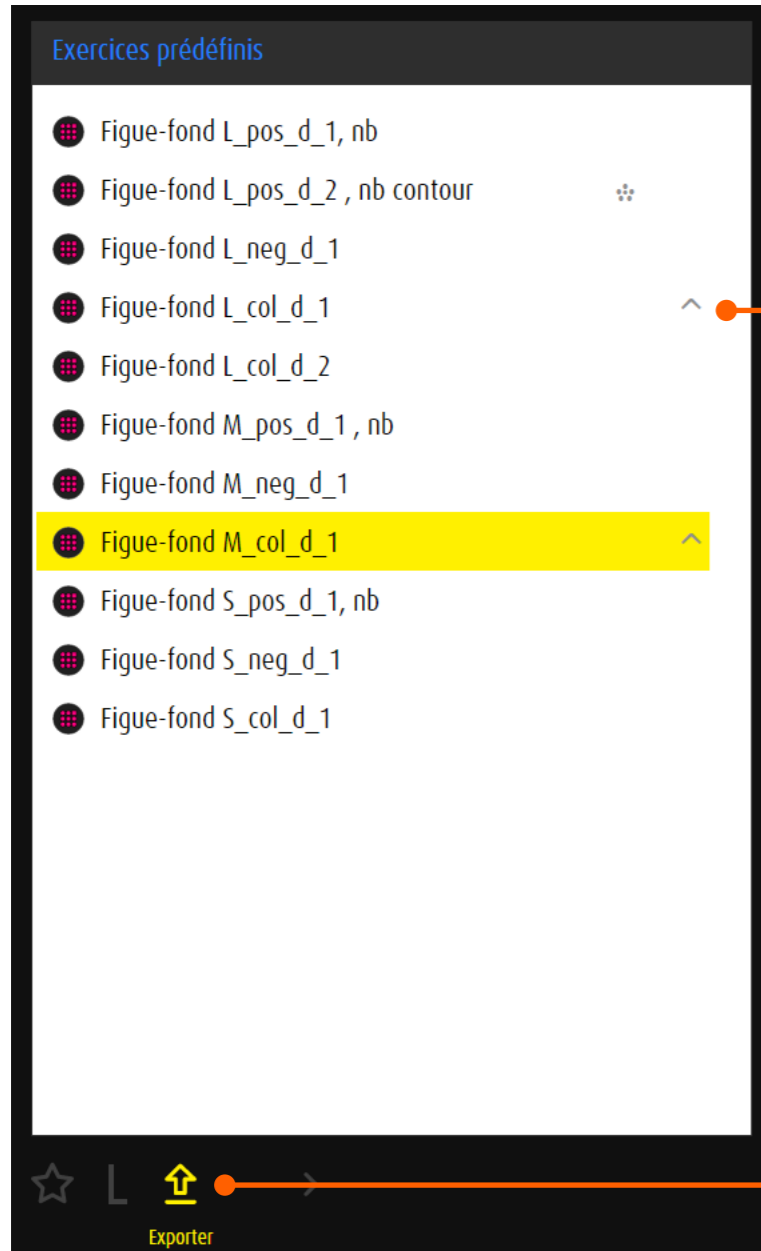 Exercices prédéfinis
Figue-fond L_pos_d_1, nb
Figue-fond L_pos_d_2 , nb contour
Figue-fond L_neg_d_1
Figue-fond L_col_d_1
Figue-fond L_col_d_2
Figue-fond M_pos_d_1 , nb
Figue-fond M_neg_d_1
Figue-fond M_col_d_1
Figue-fond S_pos_d_1, nb
Figue-fond S_neg_d_1
Figue-fond S_col_d_1
L
Exporter